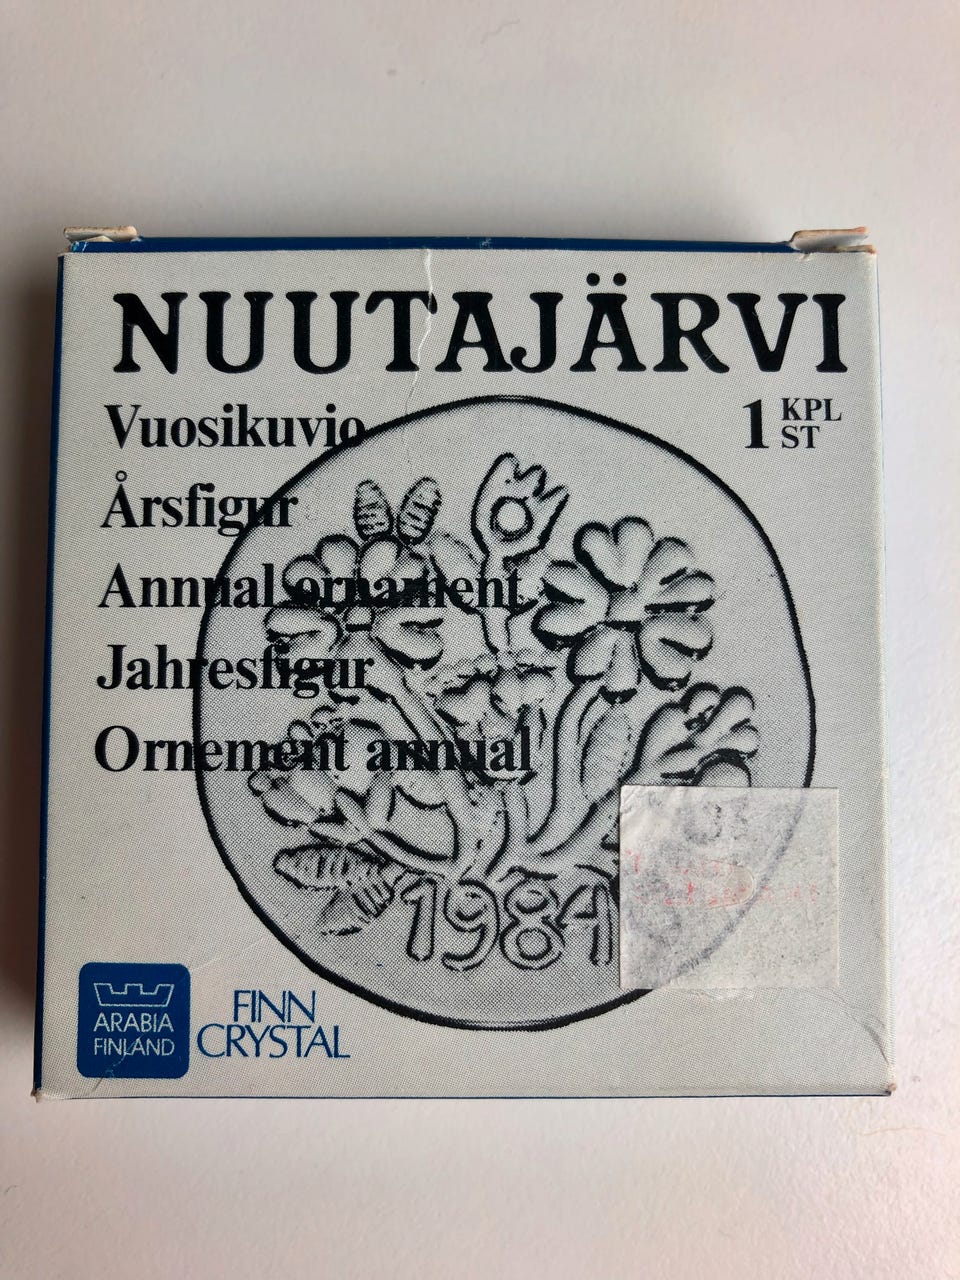 NUUTAJÄRVI
Vuosikuvio
1 KPL
ST
Årsfigur
Annual ornament
Jahresfigur
Ornement annual
1984
ARABIA
FINLAND
FINN
CRYSTAL